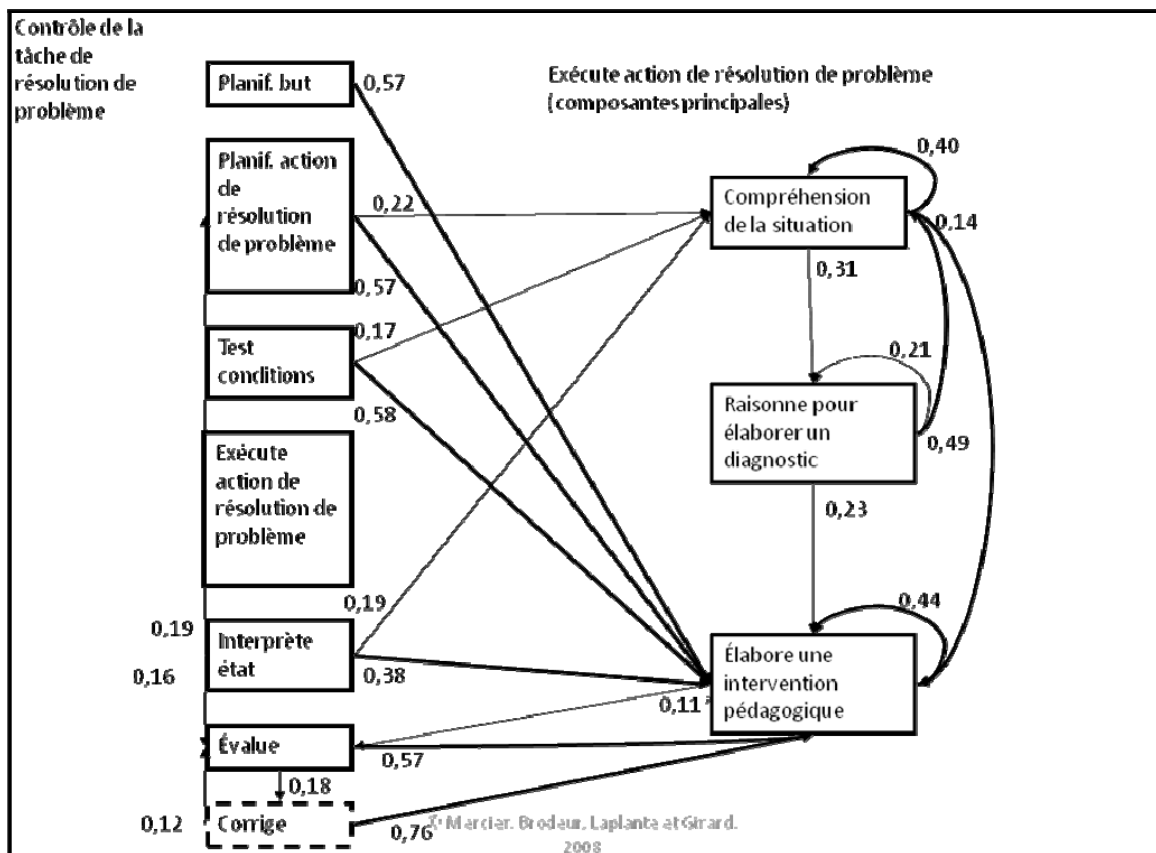 Contrôle de la
tâche de
résolution de
problème
Exécute action de résolution de problème
(composantes principales)
Planif. but
0,57
Planif. action
de
résolution
de problème
0,22
0,57
Test
conditions
0,17
0,58
Exécute
action de
résolution de
problème
0,19
0,16
Interprète
état
0,19
0,38
Évalue
0,11
0,57
0,18
0,12
Corrige
0,76
Compréhension
de la situation
0,40
0,14
0,31
Raisonne pour
élaborer un
diagnostic
0,21
0,49
0,23
Élabore une
intervention
pédagogique
0,44
Mercier, Brodeur, Laplante et Girard.
2008